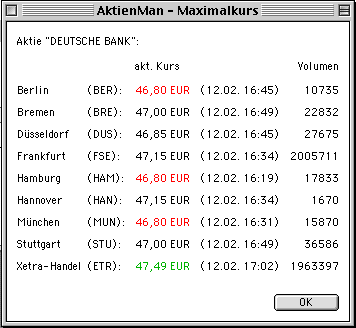 AktienMan - Maximalkurs
Aktie "DEUTSCHE BANK":
akt. Kurs Volumen
Berlin (BER): 46,80 EUR (12.02. 16:45) 10735
Bremen (BRE): 47,00 EUR (12.02. 16:49) 22832
Düsseldorf (DUS): 46,85 EUR (12.02. 16:45) 27675
Frankfurt (FSE): 47,15 EUR (12.02. 16:34) 2005711
Hamburg (HAM): 46,80 EUR (12.02. 16:19) 17833
Hannover (HAN): 47,15 EUR (12.02. 16:34) 1670
München (MUN): 46,80 EUR (12.02. 16:31) 15870
Stuttgart (STU): 47,00 EUR (12.02. 16:49) 36586
Xetra-Handel (ETR): 47,49 EUR (12.02. 17:02) 1963397
OK